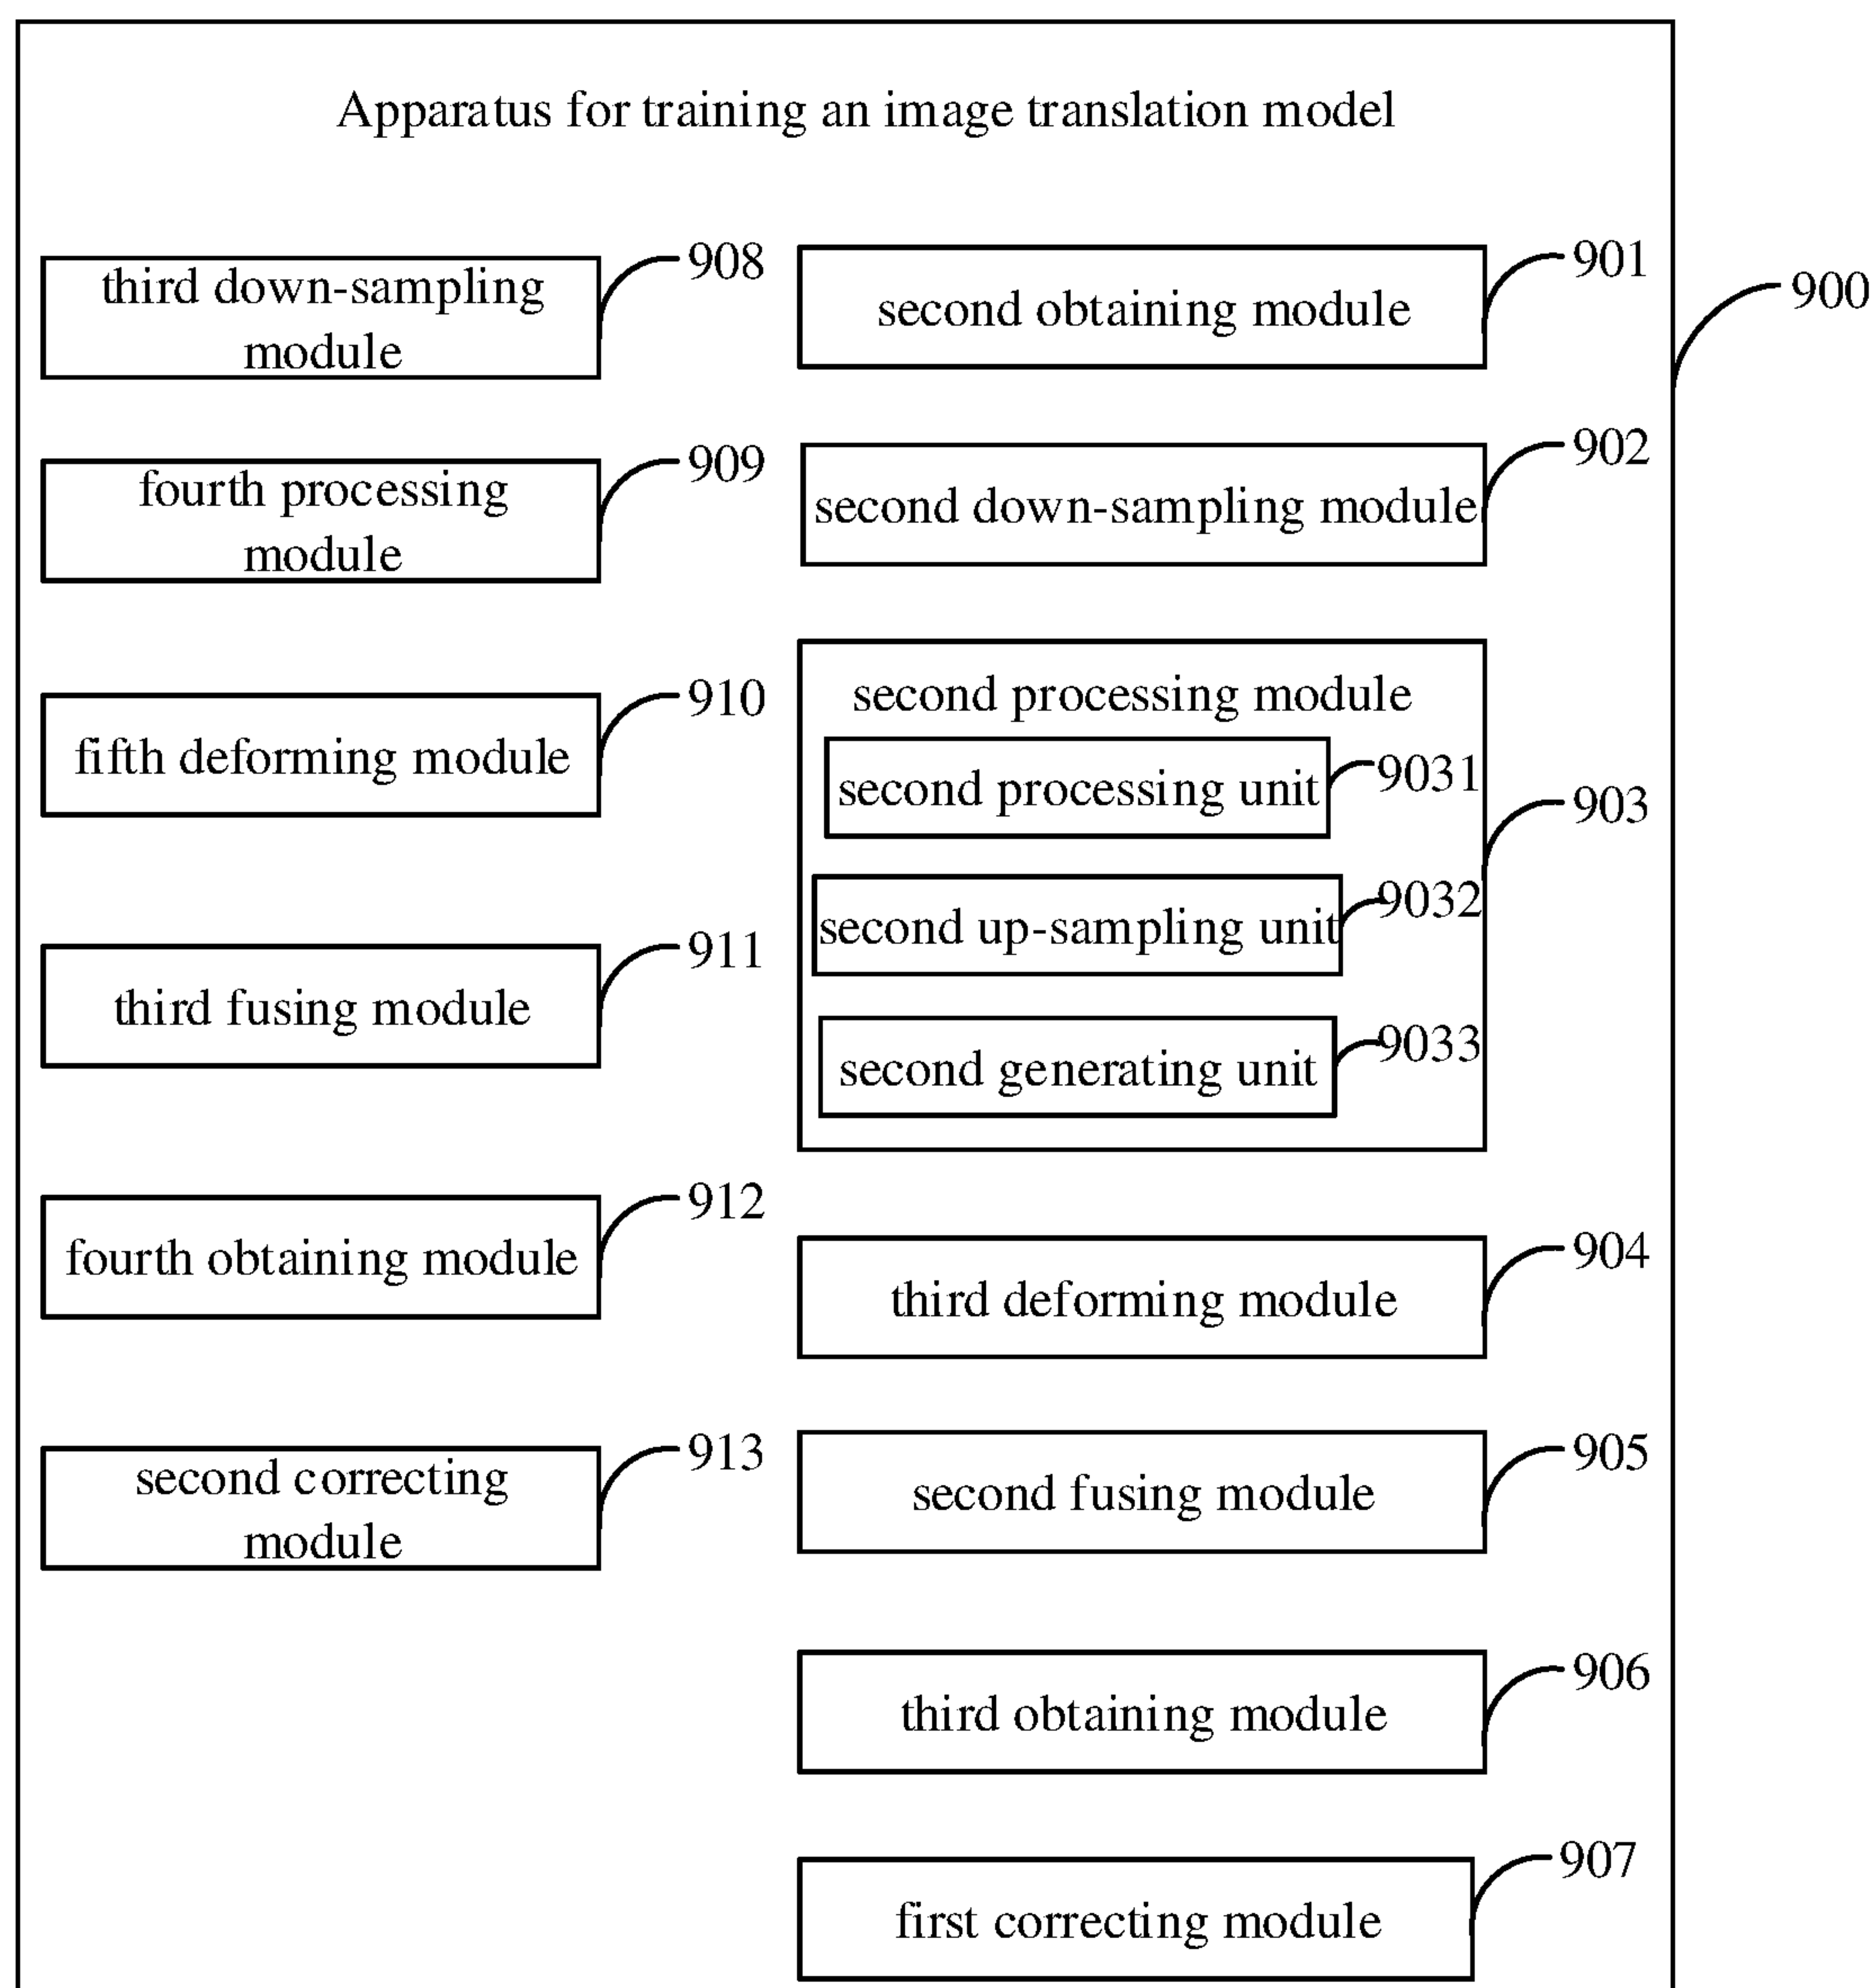 Apparatus for training an image translation model
900
third down-sampling
module
908
fourth processing
module
909
fifth deforming module
910
third fusing module
911
fourth obtaining module
912
second correcting
module
913
second obtaining module
901
second down-sampling module
902
second processing module
903
second processing unit
9031
second up-sampling unit
9032
second generating unit
9033
third deforming module
904
second fusing module
905
third obtaining module
906
first correcting module
907